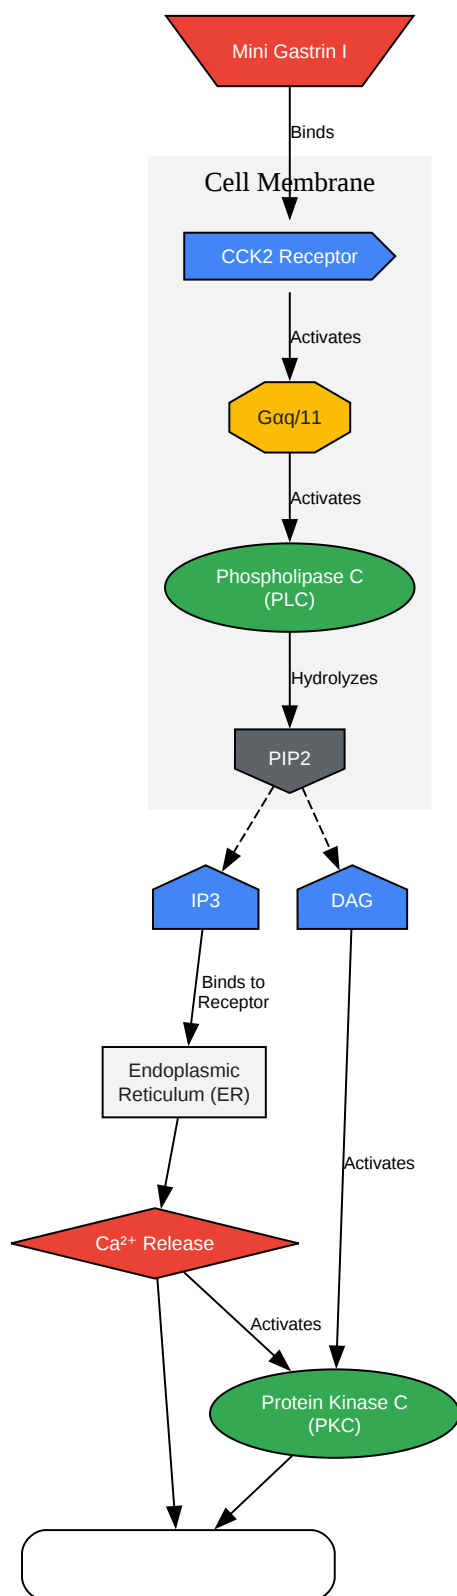 Mini Gastrin I
Binds
Cell Membrane
CCK2 Receptor
Activates
Gαq/11
Activates
Phospholipase C
(PLC)
Hydrolyzes
PIP2
IP3
DAG
Binds to
Receptor
Endoplasmic
Reticulum (ER)
Activates
Ca²⁺ Release
Activates
Protein Kinase C
(PKC)